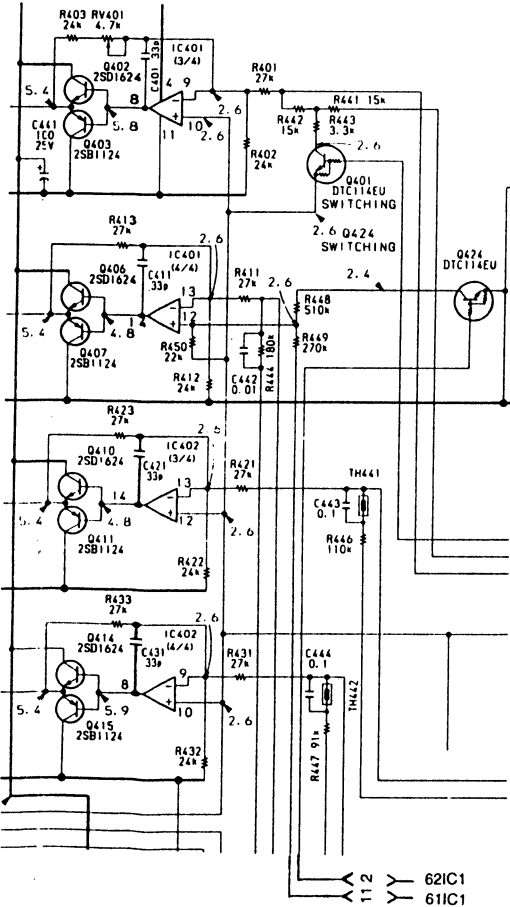 R403 RV401
24k 4.7k
C401 33p
IC401
(3/4)
Q402
2SD1624
8
4
9
5.4
5.8
10
11
2.6
2.6
R401
27k
R441 15k
R442
15k
R443
3.3k
2.6
C441
100
25V
Q403
2SB1124
R402
24k
Q401
DTC114EU
SWITCHING
2.6
Q424
SWITCHING
R413
27k
2.6
Q424
DTC114EU
IC401
(4/4)
Q406
2SD1624
C411
33p
R411
27k
2.6
2.4
13
12
14
5.4
4.8
R448
510k
R449
270k
R450
22k
Q407
2SB1124
R412
24k
C442
0.01
R444 180k
R423
27k
Q410
2SD1624
IC402
(3/4)
2.6
C421
33p
R421
27k
TH441
14
13
12
5.4
4.8
2.6
C443
0.1
R446
110k
Q411
2SB1124
R422
24k
R433
27k
2.6
Q414
2SD1624
IC402
(4/4)
C431
33p
R431
27k
C444
0.1
TH442
8
9
10
5.4
5.9
2.6
Q415
2SB1124
R432
24k
R447 91k
112 62IC1
11 61IC1